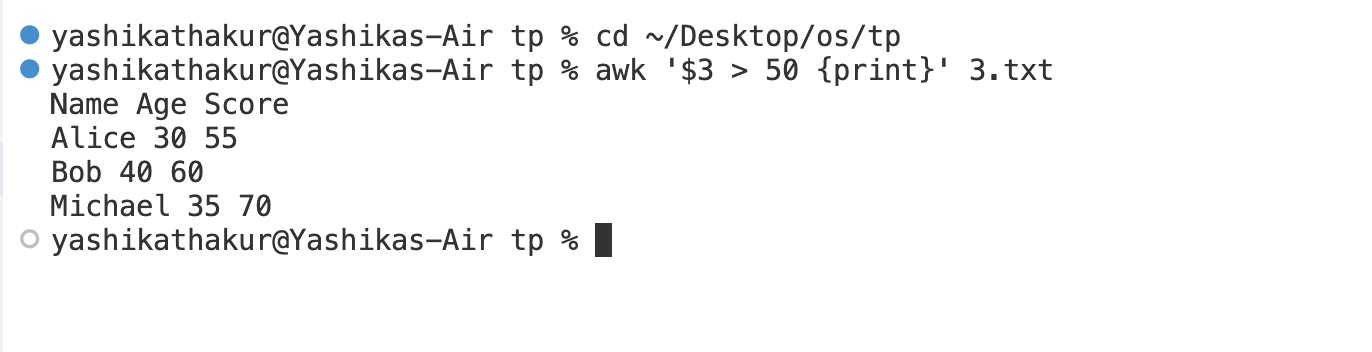 yashikathakur@Yashikas-Air tp % cd ~/Desktop/os/tp
yashikathakur@Yashikas-Air tp % awk '$3 > 50 {print}' 3.txt
Name Age Score
Alice 30 55
Bob 40 60
Michael 35 70
yashikathakur@Yashikas-Air tp %